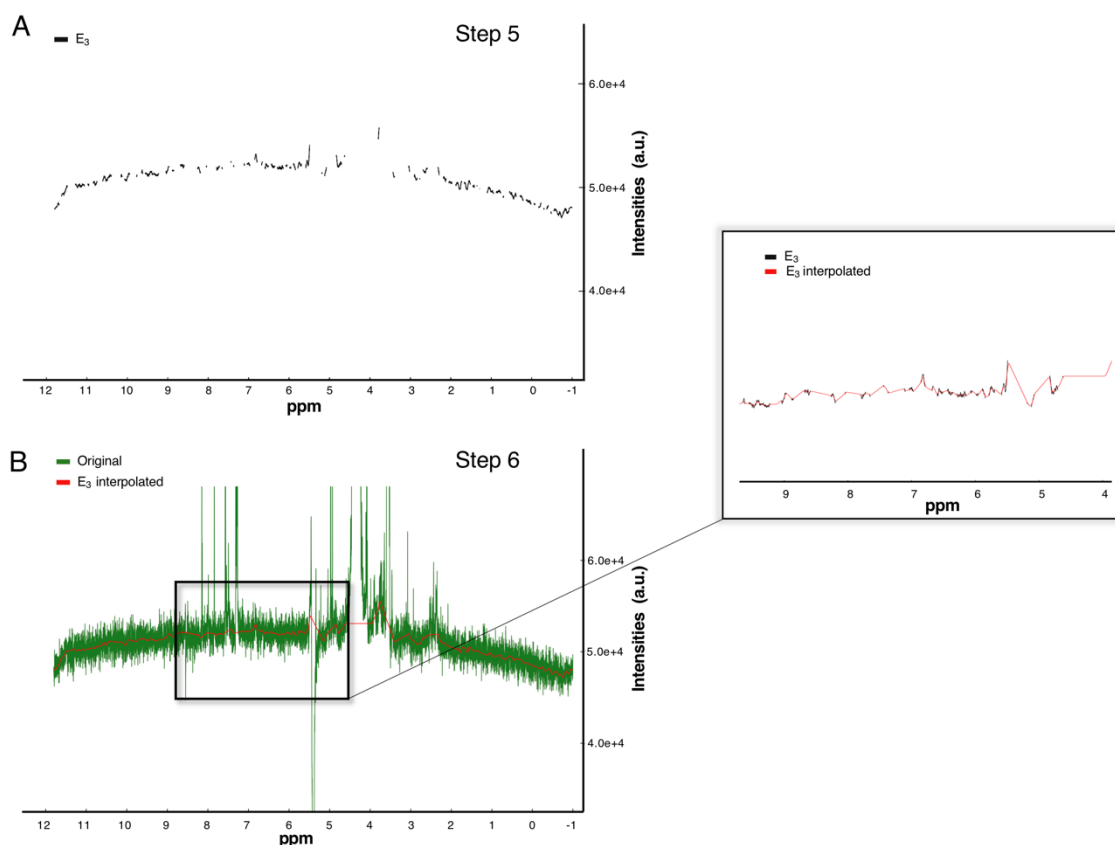 A
E₃
Step 5
6.0e+4
5.0e+4
4.0e+4
Intensities (a.u.)
12 11 10 9 8 7 6 5 4 3 2 1 0 -1
ppm
E₃
E₃ interpolated
9 8 7 6 5 4
ppm
B
Original
E₃ interpolated
Step 6
6.0e+4
5.0e+4
4.0e+4
Intensities (a.u.)
12 11 10 9 8 7 6 5 4 3 2 1 0 -1
ppm